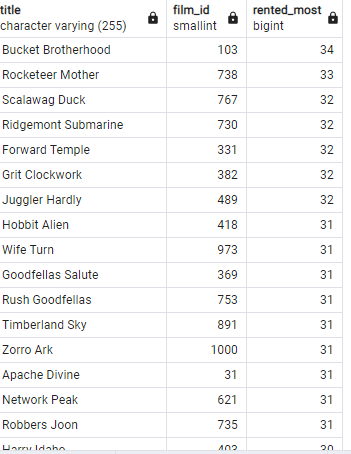 title film_id rented_most
character varying (255) smallint bigint
Bucket Brotherhood 103 34
Rocketeer Mother 738 33
Scalawag Duck 767 32
Ridgemont Submarine 730 32
Forward Temple 331 32
Grit Clockwork 382 32
Juggler Hardly 489 32
Hobbit Alien 418 31
Wife Turn 973 31
Goodfellas Salute 369 31
Rush Goodfellas 753 31
Timberland Sky 891 31
Zorro Ark 1000 31
Apache Divine 31 31
Network Peak 621 31
Robbers Joon 735 31
Harry Idaho 403 30